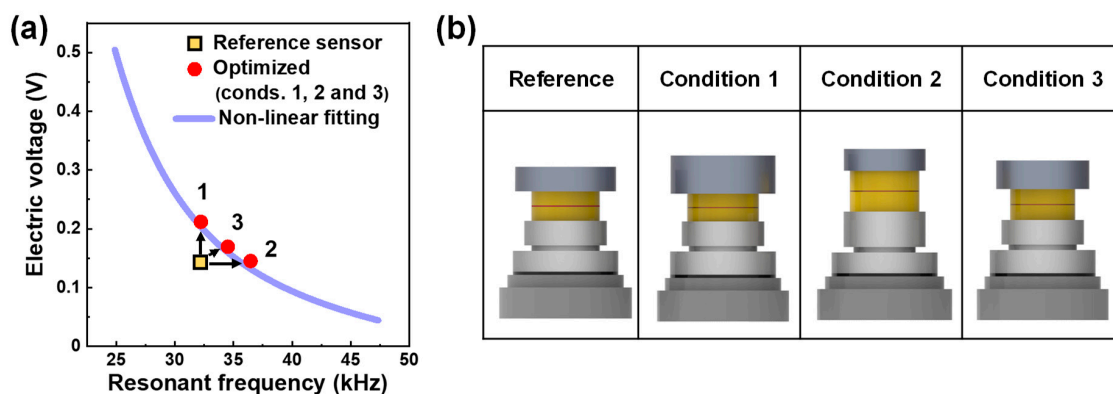 (a)
Electric voltage (V)
0.5
0.4
0.3
0.2
0.1
0
Reference sensor
Optimized
(conds. 1, 2 and 3)
Non-linear fitting
1
3
2
25 30 35 40 45 50
Resonant frequency (kHz)
(b)
Reference Condition 1 Condition 2 Condition 3